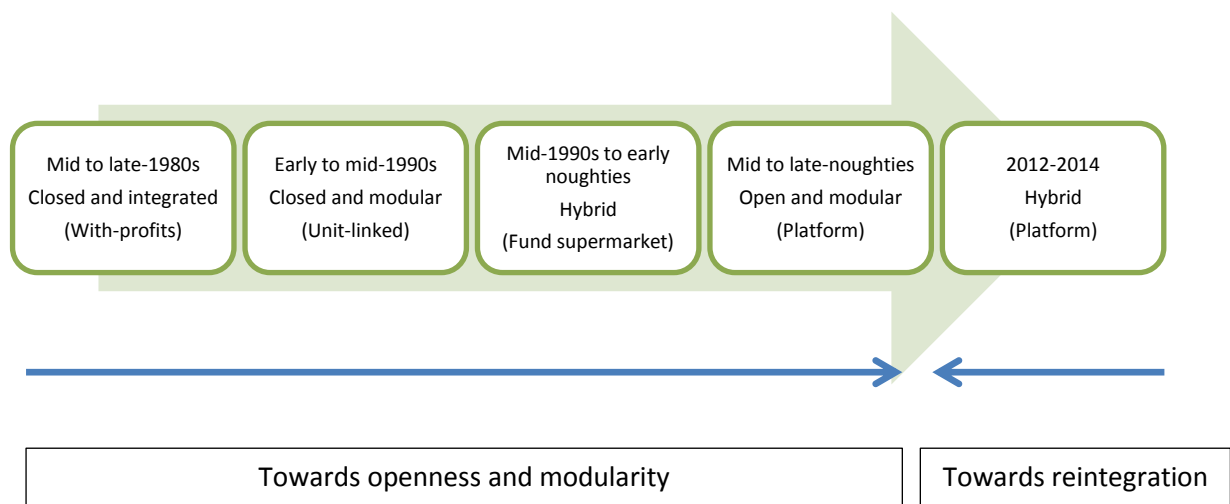 Mid to late-1980s
Closed and integrated
(With-profits)
Early to mid-1990s
Closed and modular
(Unit-linked)
Mid-1990s to early
noughties
Hybrid
(Fund supermarket)
Mid to late-noughties
Open and modular
(Platform)
2012-2014
Hybrid
(Platform)
Towards openness and modularity
Towards reintegration